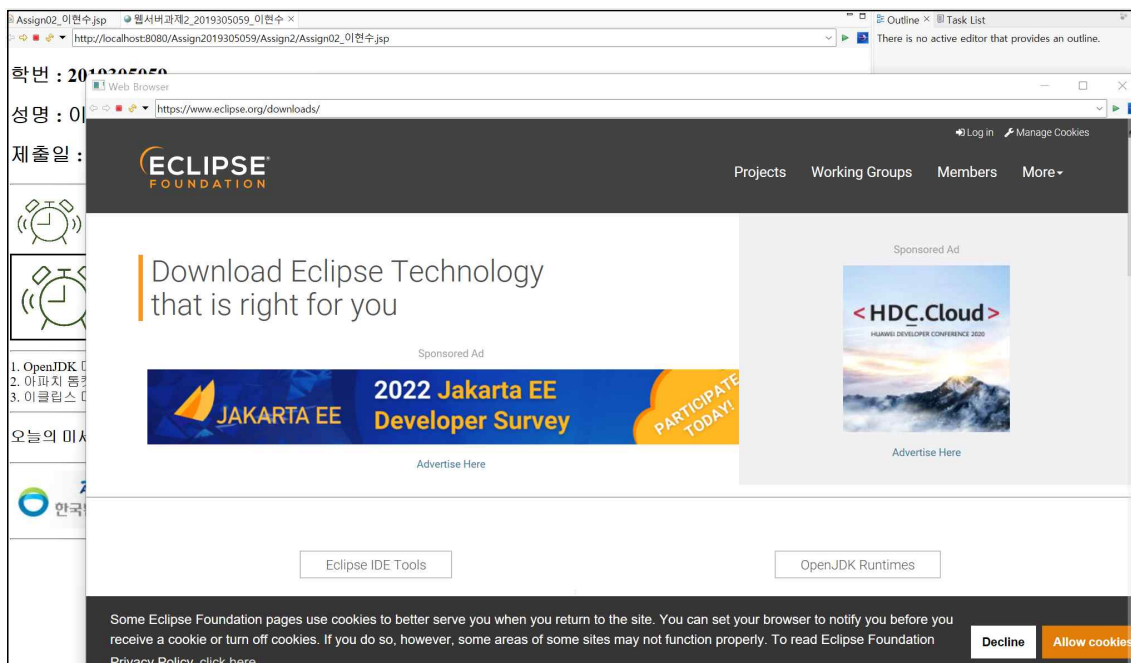 Assign02_이현수.jsp
웹서버과제2_2019305059_이현수
Outline
Task List
http://localhost:8080/Assign2019305059/Assign2/Assign02_이현수.jsp
There is no active editor that provides an outline.
학번 : 2019305059
Web Browser
성명 : 이
https://www.eclipse.org/downloads/
Log in
Manage Cookies
제출일 :
ECLIPSE
FOUNDATION
Projects
Working Groups
Members
More
Download Eclipse Technology
that is right for you
Sponsored Ad
<HDC.Cloud>
HUAWEI DEVELOPER CONFERENCE 2020
Advertise Here
Sponsored Ad
JAKARTA EE
2022 Jakarta EE
Developer Survey
PARTICIPATE
TODAY!
Advertise Here
1. OpenJDK
2. 아파치
3. 이클립스
오늘의
Eclipse IDE Tools
OpenJDK Runtimes
Some Eclipse Foundation pages use cookies to better serve you when you return to the site. You can set your browser to notify you before you
receive a cookie or turn off cookies. If you do so, however, some areas of some sites may not function properly. To read Eclipse Foundation
Privacy Policy click here
Decline
Allow cookies